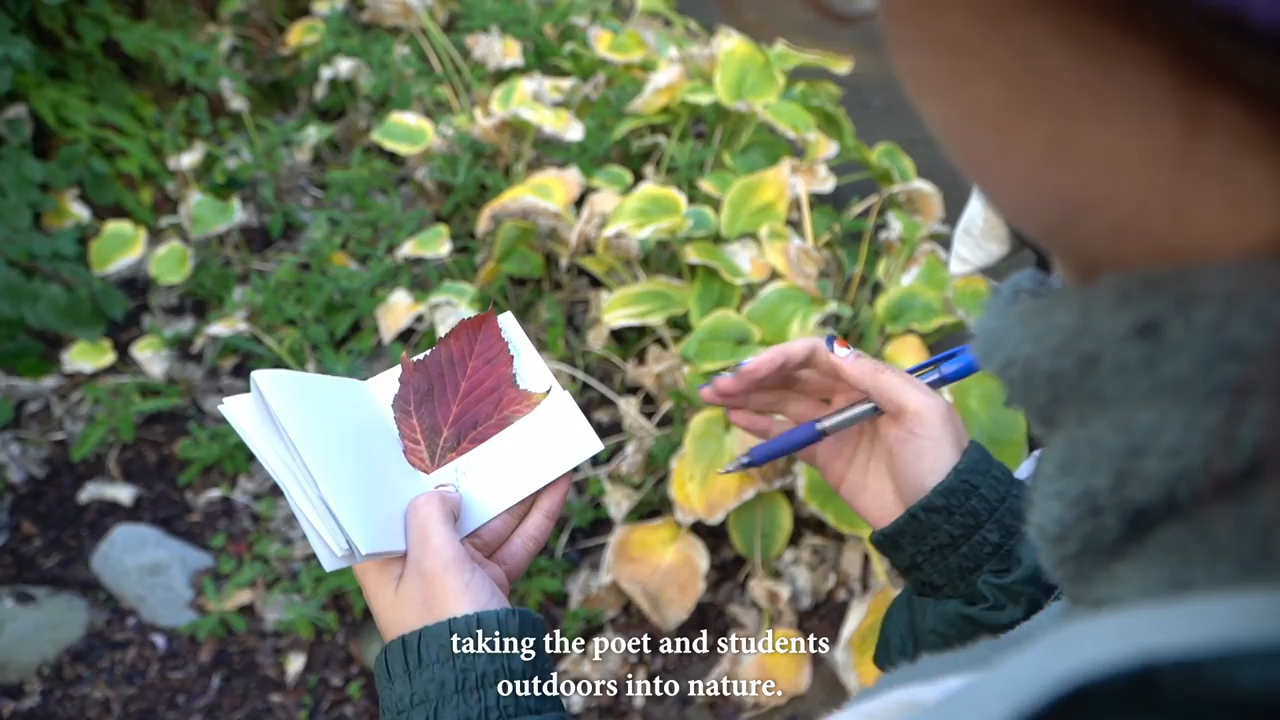 taking the poet and students
outdoors into nature.